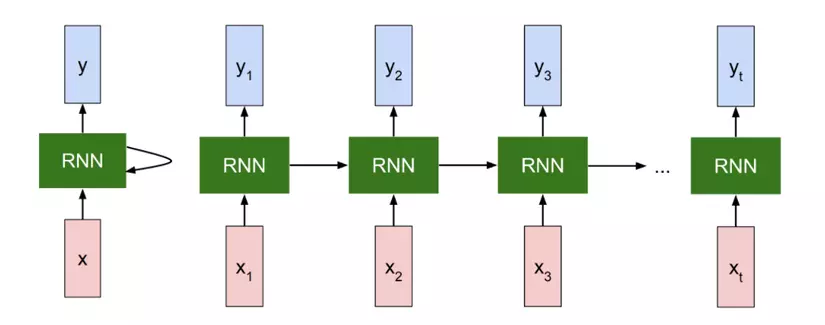 y y₁ y₂ y₃ yₜ
RNN RNN RNN RNN ... RNN
x x₁ x₂ x₃ xₜ